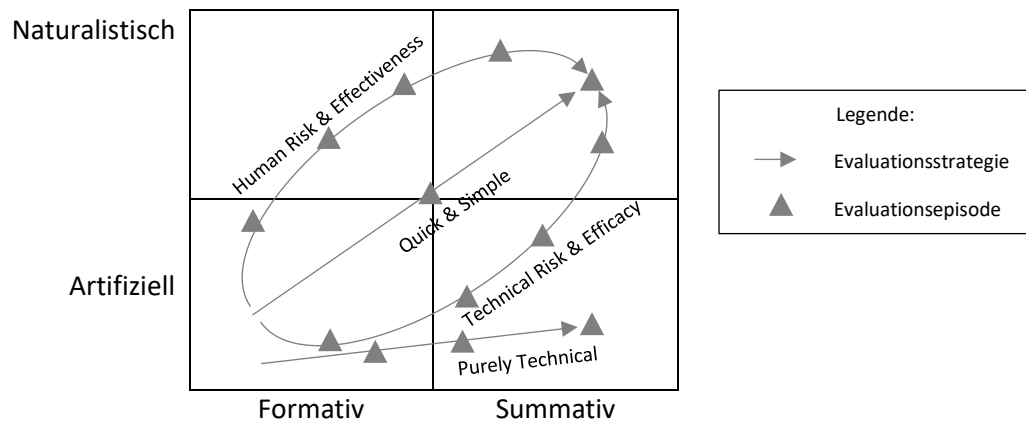 Naturalistisch
Human Risk & Effectiveness
Legende:
Evaluationsstrategie
Quick & Simple
Evaluationsepisode
Artifiziell
Technical Risk & Efficacy
Purely Technical
Formativ
Summativ